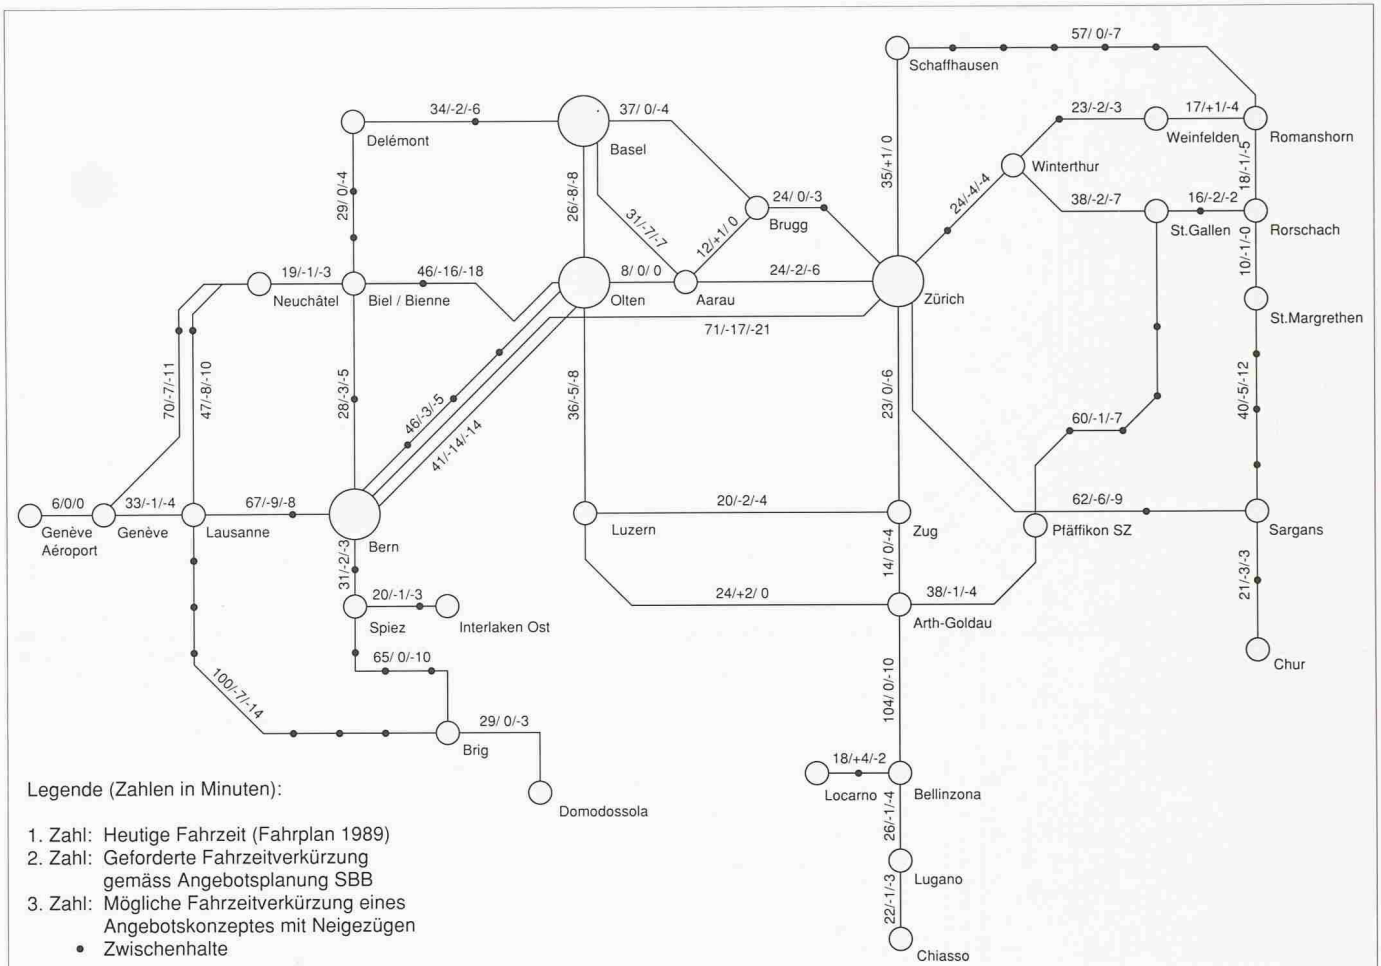 57/ 0/-7
Schaffhausen
34/-2/-6
37/ 0/-4
23/-2/-3
17/+1/-4
Delémont
Basel
Weinfelden
Romanshorn
Winterthur
35/+1/ 0
24/-4/-4
18/-1/-5
29/ 0/-4
26/-8/-8
31/-7/-7
12/+1/ 0
24/ 0/-3
Brugg
38/-2/-7
16/-2/-2
St.Gallen
Rorschach
10/-1/-0
19/-1/-3
46/-16/-18
8/ 0/ 0
24/-2/-6
Neuchâtel
Biel / Bienne
Olten
Aarau
Zürich
St.Margrethen
71/-17/-21
70/-7/-11
47/-8/-10
28/-3/-5
46/-3/-5
41/-14/-14
36/-5/-8
23/ 0/-6
60/-1/-7
40/-5/-12
6/0/0
33/-1/-4
67/-9/-8
20/-2/-4
62/-6/-9
Genève
Aéroport
Genève
Lausanne
Bern
Luzern
Zug
Pfäffikon SZ
Sargans
31/-2/-3
14/ 0/-4
21/-3/-3
20/-1/-3
24/+2/ 0
38/-1/-4
Spiez
Interlaken Ost
Arth-Goldau
Chur
65/ 0/-10
100/-7/-14
104/ 0/-10
29/ 0/-3
Brig
Domodossola
18/+4/-2
Locarno
Bellinzona
26/-1/-4
Lugano
22/-1/-3
Chiasso
Legende (Zahlen in Minuten):
1. Zahl: Heutige Fahrzeit (Fahrplan 1989)
2. Zahl: Geforderte Fahrzeitverkürzung
gemäss Angebotsplanung SBB
3. Zahl: Mögliche Fahrzeitverkürzung eines
Angebotskonzeptes mit Neigezügen
Zwischenhalte